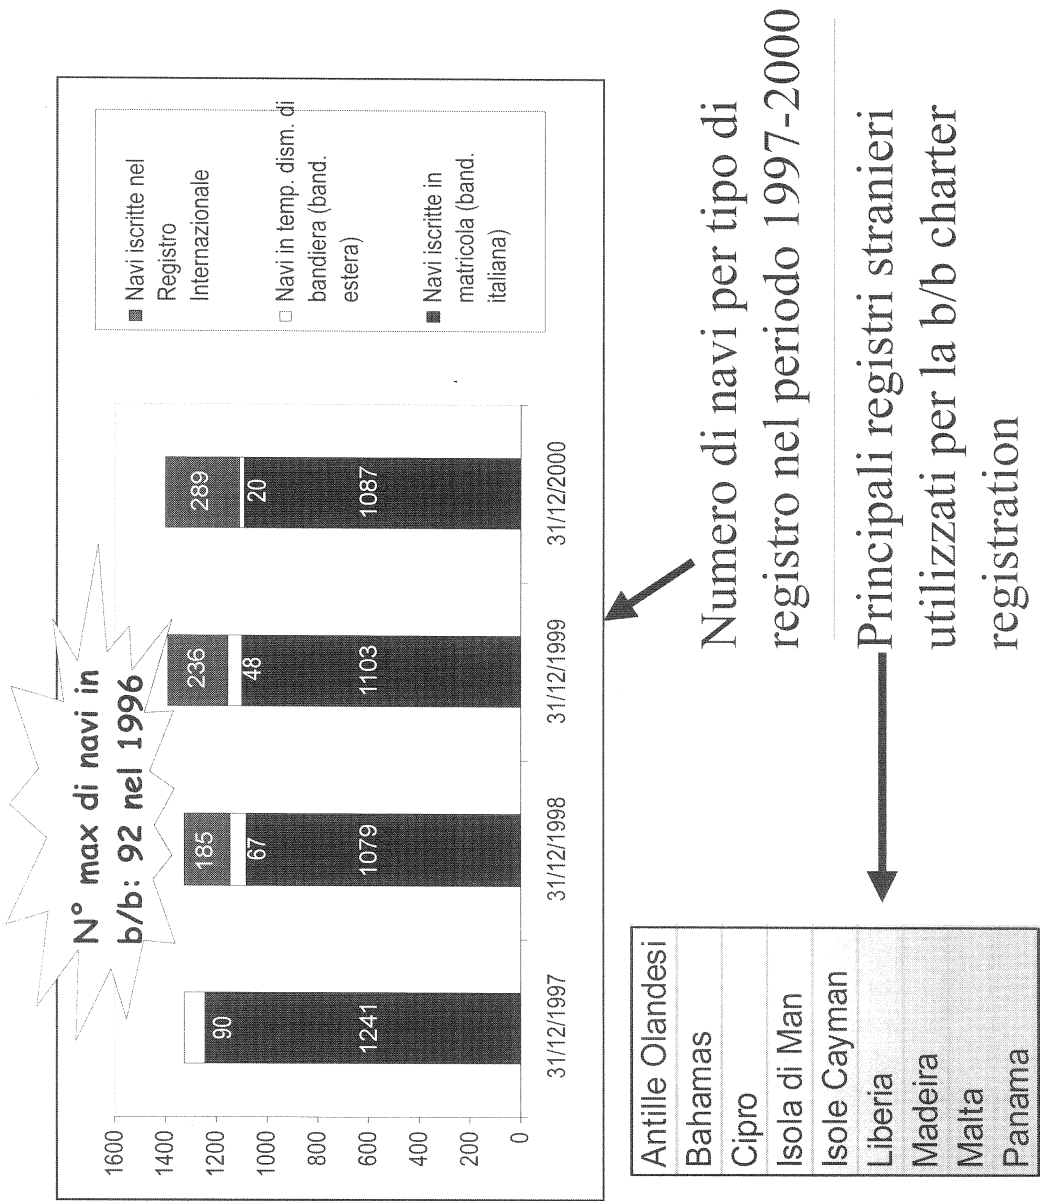 N° max di navi in
b/b: 92 nel 1996
1600
1400
1200
1000
800
600
400
200
0
90
1241
185
67
1079
236
48
1103
289
20
1087
31/12/1997
31/12/1998
31/12/1999
31/12/2000
Navi iscritte nel
Registro
Internazionale
Navi in temp. dism. di
bandiera (band.
estera)
Navi iscritte in
matricola (band.
italiana)
Antille Olandesi
Bahamas
Cipro
Isola di Man
Isole Cayman
Liberia
Madeira
Malta
Panama
Numero di navi per tipo di
registro nel periodo 1997-2000
Principali registri stranieri
utilizzati per la b/b charter
registration